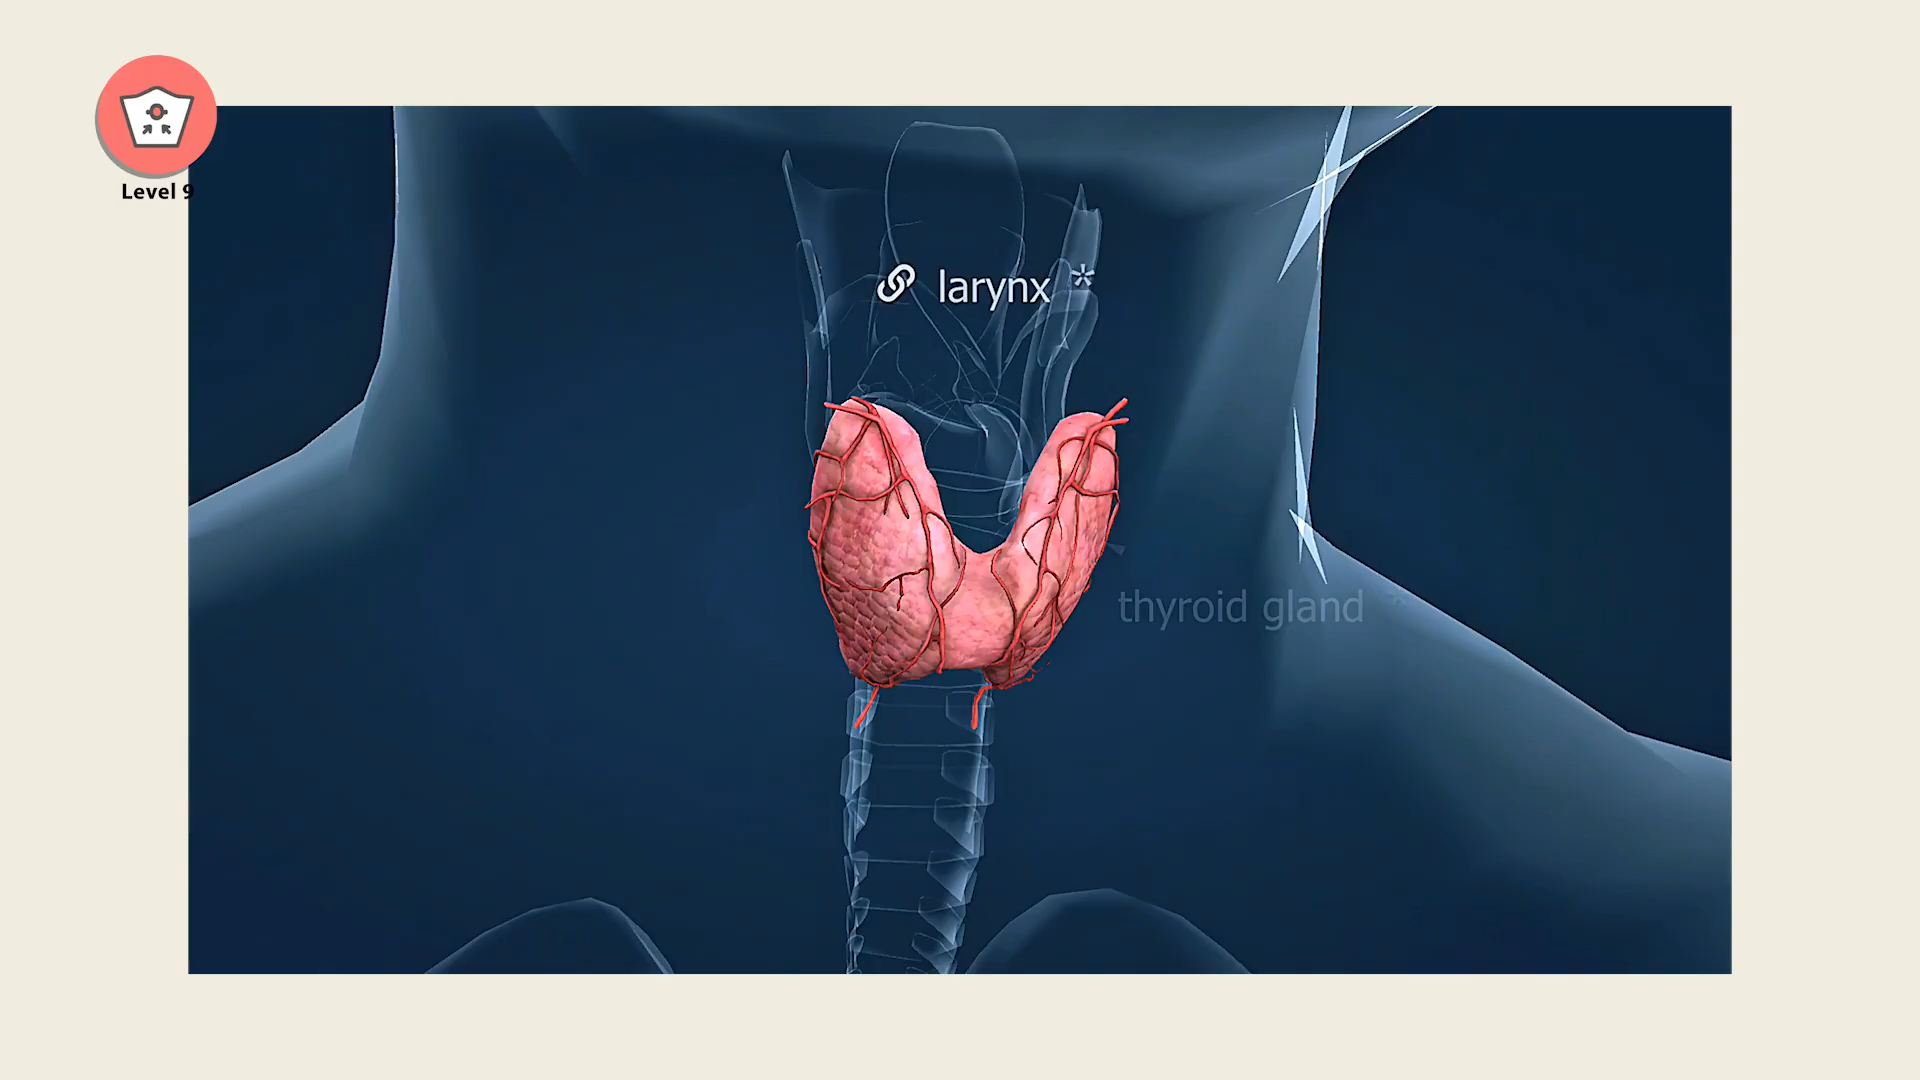 Level 9
larynx *
thyroid gland *